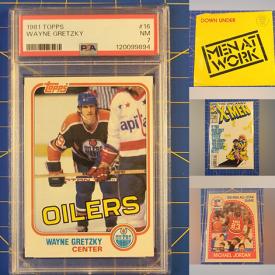 1981 TOPPS #16
WAYNE GRETZKY NM
PSA 7
120099894
Topps
OILERS
WAYNE GRETZKY
CENTER
DOWN UNDER
MEN AT
WORK
X-MEN
MICHAEL JORDAN